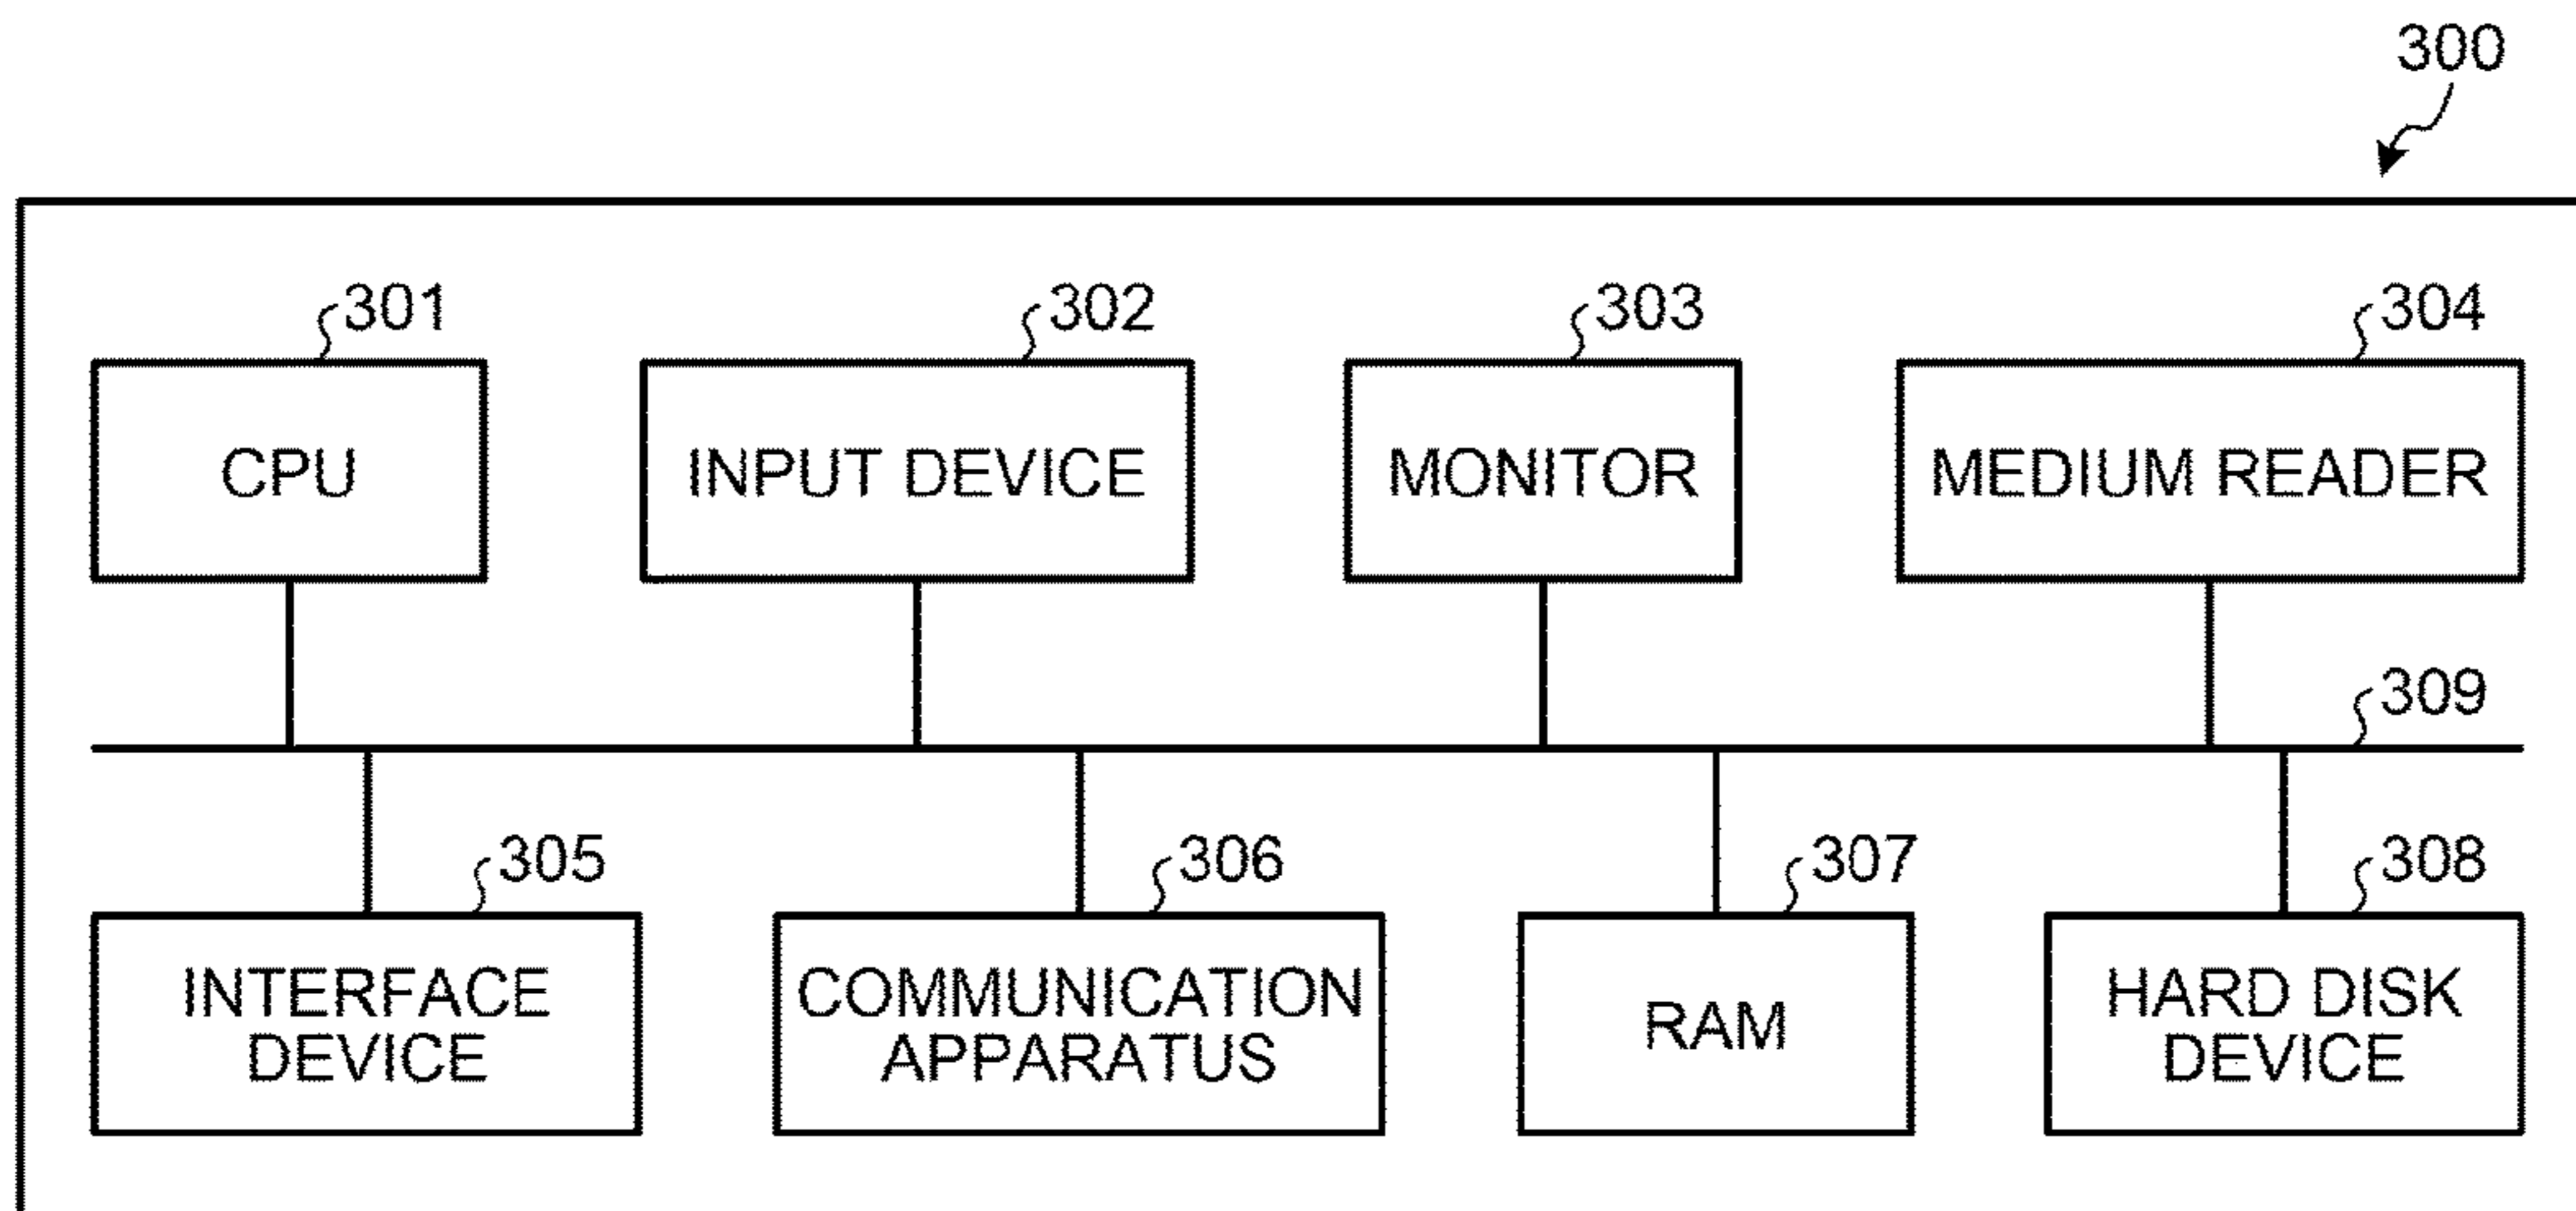 300
301
302
303
304
CPU
INPUT DEVICE
MONITOR
MEDIUM READER
309
305
306
307
308
INTERFACE
DEVICE
COMMUNICATION
APPARATUS
RAM
HARD DISK
DEVICE